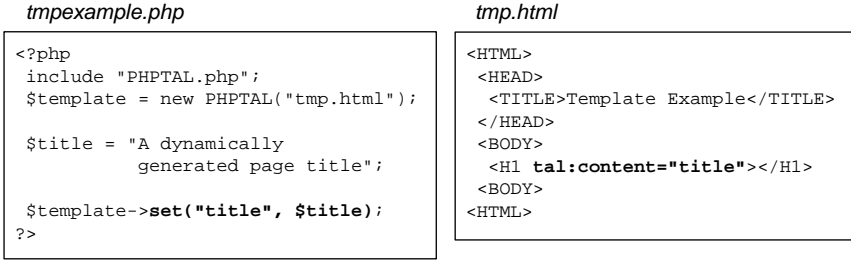 tmpexample.php
<?php
include "PHPTAL.php";
$template = new PHPTAL("tmp.html");
$title = "A dynamically
generated page title";
$template->set("title", $title);
?>
tmp.html
<HTML>
<HEAD>
<TITLE>Template Example</TITLE>
</HEAD>
<BODY>
<H1 tal:content="title"></H1>
<BODY>
<HTML>